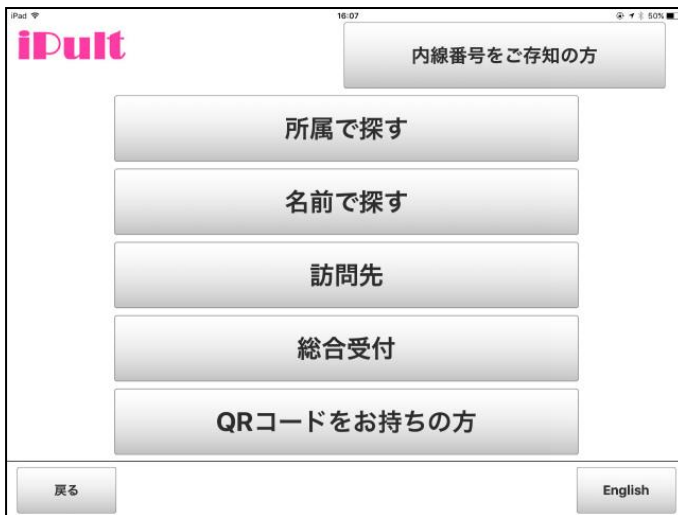 iPad 16:07 50%
iPult
内線番号をご存知の方
所属で探す
名前で探す
訪問先
総合受付
QRコードをお持ちの方
戻る English